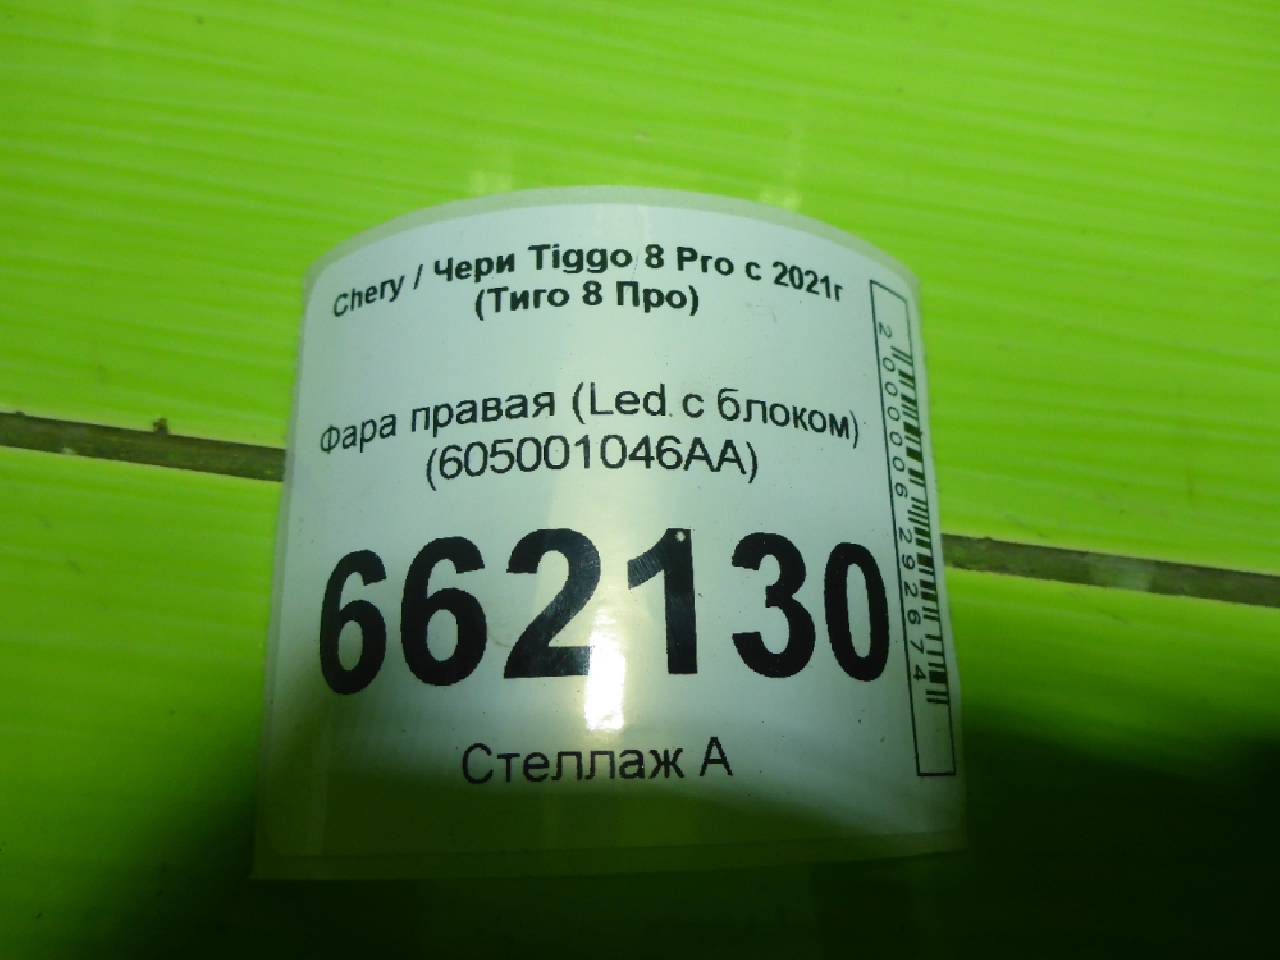 Chery / Чери Tiggo 8 Pro с 2021г
(Тиго 8 Про)
Фара правая (Led с блоком)
(605001046AA)
662130
Стеллаж А
2000006292674